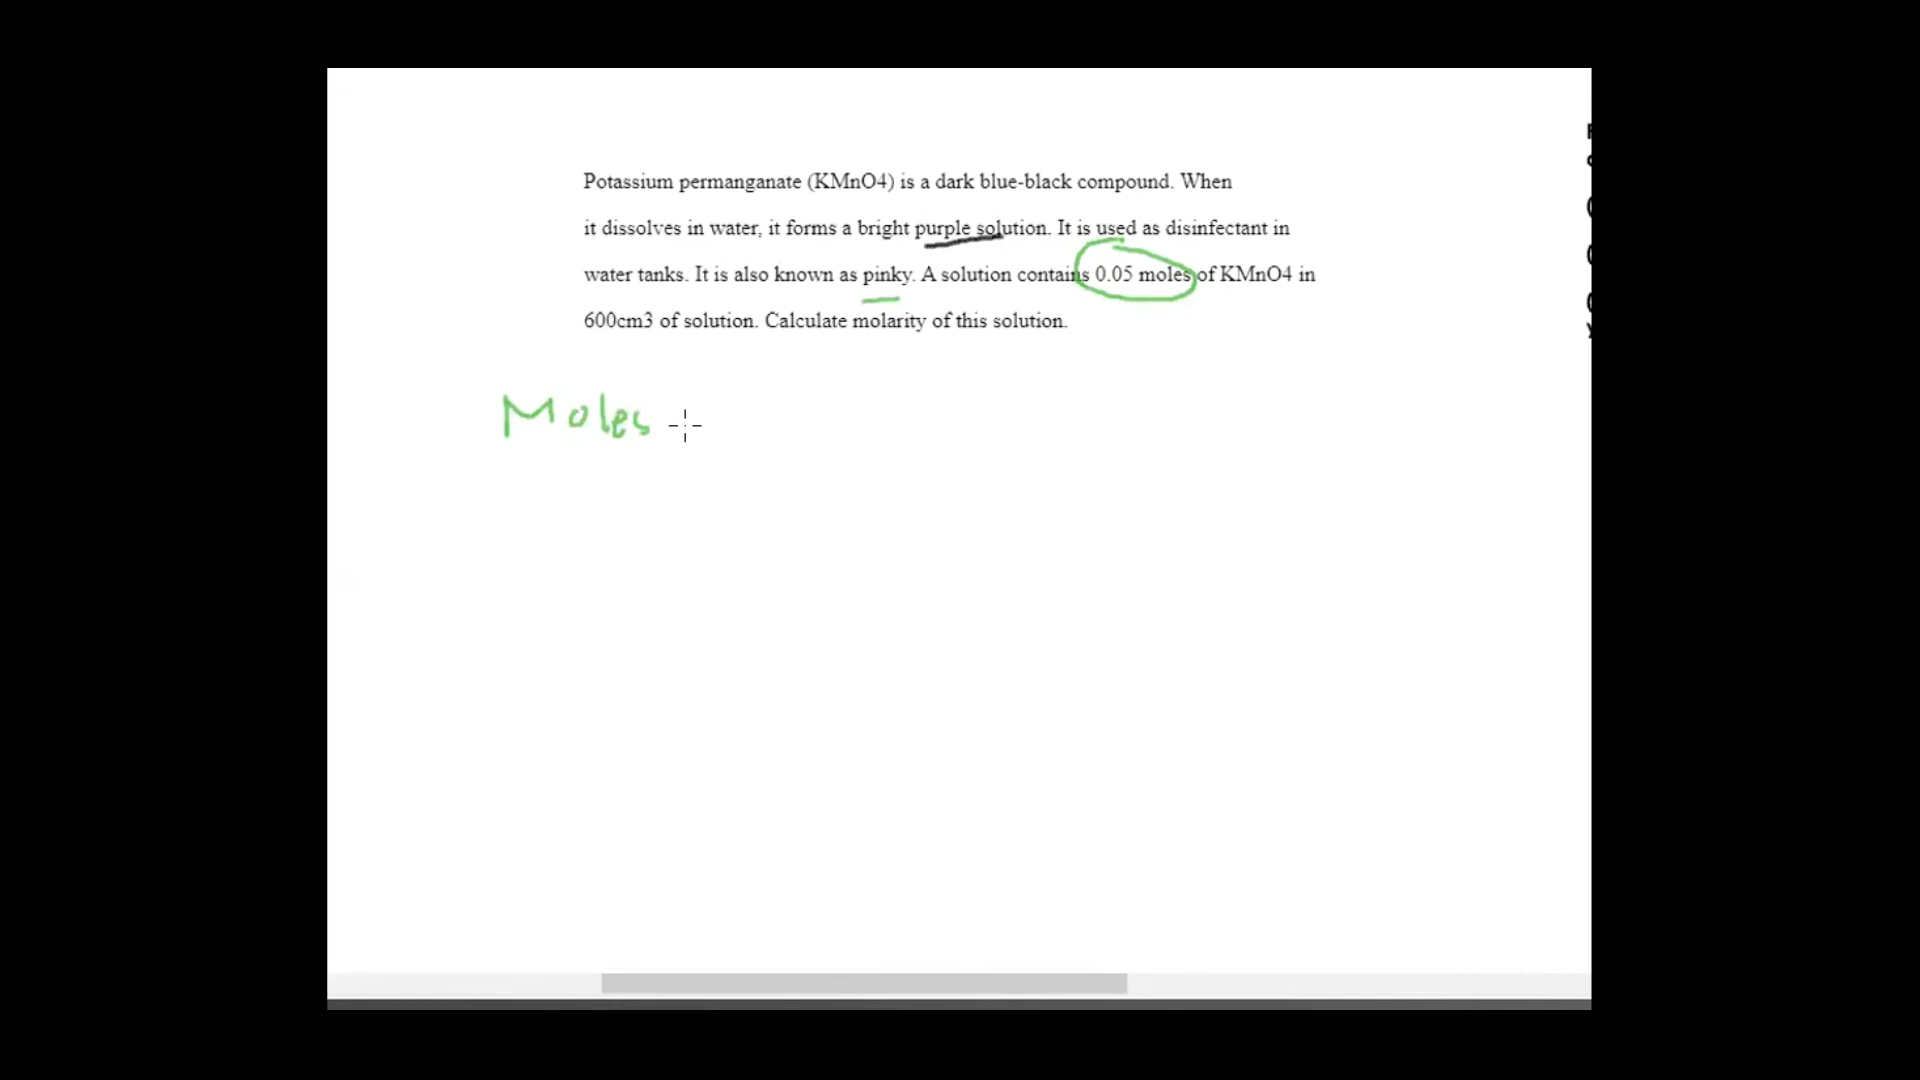 Potassium permanganate (KMnO4) is a dark blue-black compound. When
it dissolves in water, it forms a bright purple solution. It is used as disinfectant in
water tanks. It is also known as pinky. A solution contains 0.05 moles of KMnO4 in
600cm3 of solution. Calculate molarity of this solution.
Moles